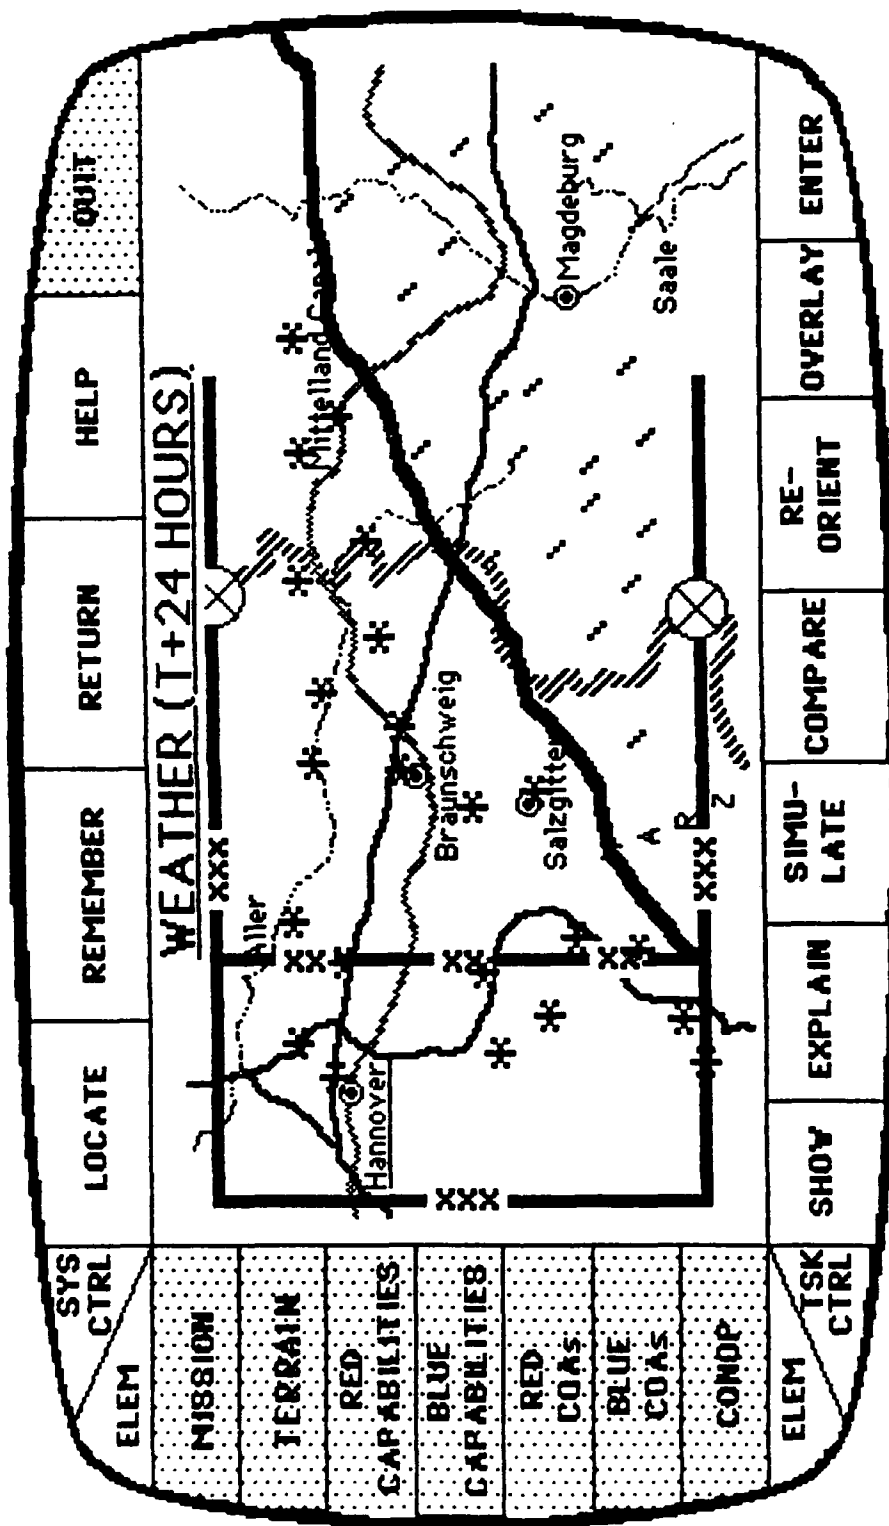 SYS
CTRL
LOCATE
REMEMBER
RETURN
HELP
QUIT
ELEM
MISSION
TERRAIN
RED
CAPABILITIES
BLUE
CAPABILITIES
RED
COAs
BLUE
COAs
CONOP
ELEM
TSK
CTRL
WEATHER (T+24 HOURS)
XXX
Aller
Mittelland Canal
XX
Hannover
Braunschweig
XX
XXX
Salzgitter
Magdeburg
XX
A
R
Z
Saale
XXX
SHOW
EXPLAIN
SIMU-
LATE
COMPARE
RE-
ORIENT
OVERLAY
ENTER